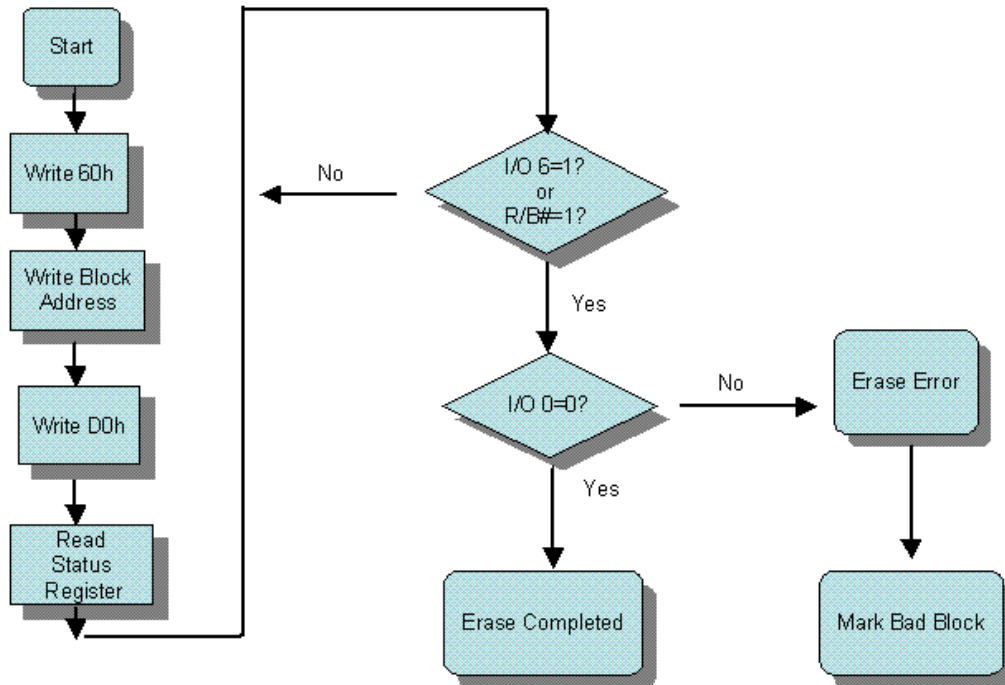 Start
Write 60h
Write Block
Address
Write D0h
Read
Status
Register
I/O 6=1?
or
R/B#=1?
No
Yes
I/O 0=0?
No
Yes
Erase Error
Erase Completed
Mark Bad Block